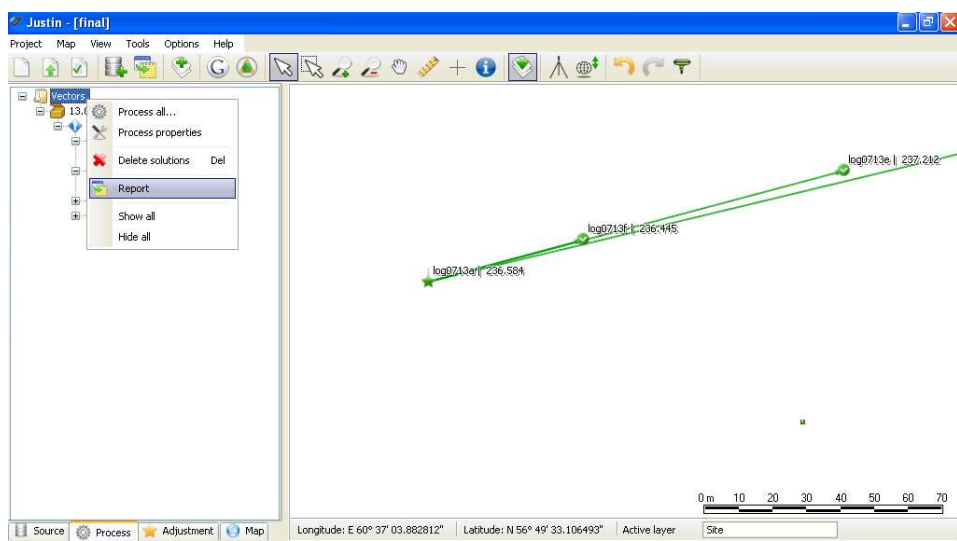 Justin - [final]
Project Map View Tools Options Help
Vectors
13.0
Process all...
Process properties
Delete solutions Del
Report
Show all
Hide all
log0713e | 237.212
log0713f | 236.445
log0713a | 236.584
0 m 10 20 30 40 50 60 70
Source Process Adjustment Map
Longitude: E 60° 37' 03.882812" Latitude: N 56° 49' 33.106493" Active layer Site